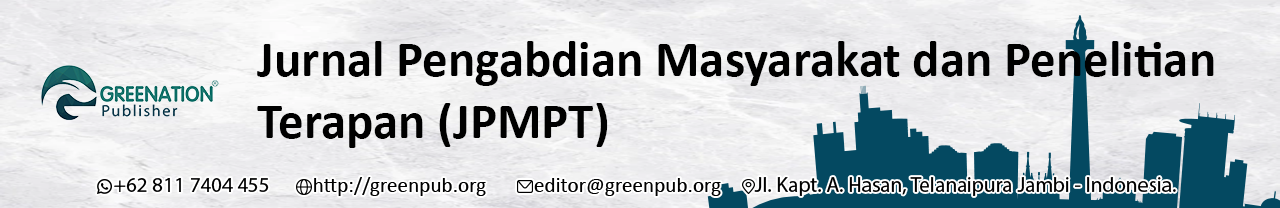 Jurnal Pengabdian Masyarakat dan Penelitian
Terapan (JPMPT)
GREENATION®
Publisher
+62 811 7404 455 http://greenpub.org editor@greenpub.org Jl. Kapt. A. Hasan, Telanaipura Jambi - Indonesia.